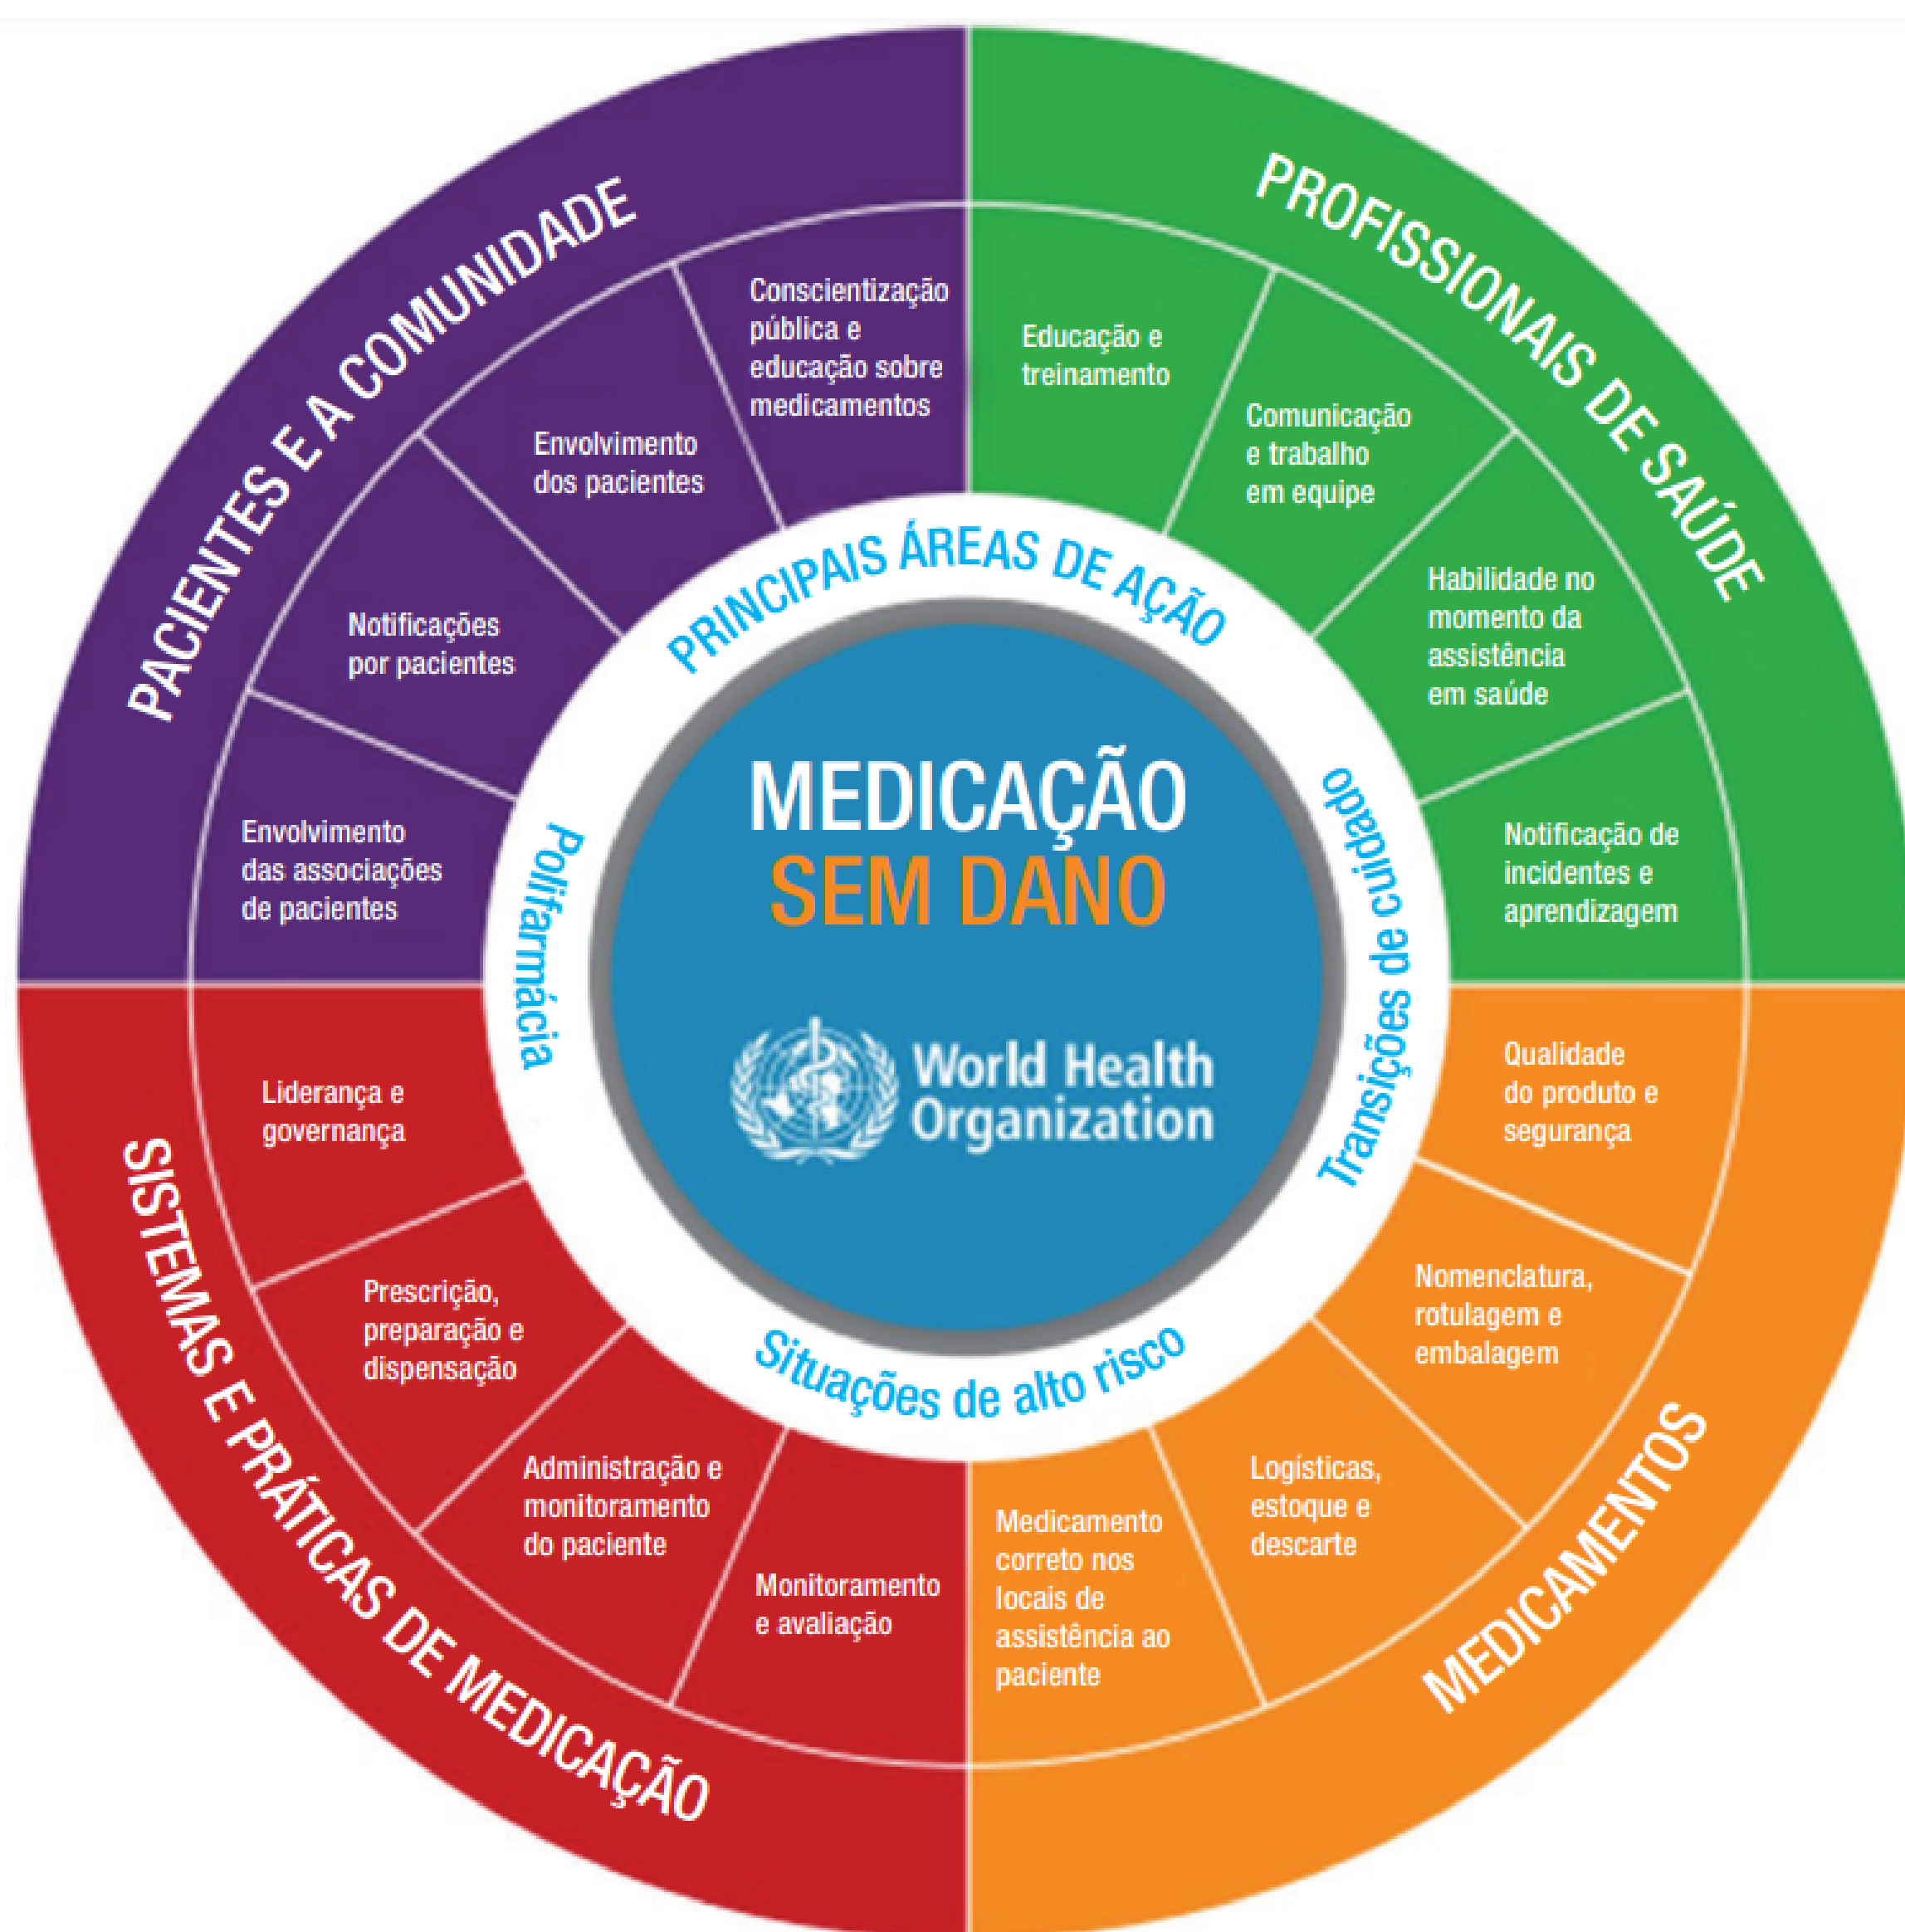 PACIENTES E A COMUNIDADE
Conscientização
pública e
educação sobre
medicamentos
Envolvimento
dos pacientes
Notificações
por pacientes
Envolvimento
das associações
de pacientes
PROFISSIONAIS DE SAÚDE
Educação e
treinamento
Comunicação
e trabalho
em equipe
Habilidade no
momento da
assistência
em saúde
Notificação de
incidentes e
aprendizagem
PRINCIPAIS ÁREAS DE AÇÃO
Polifarmácia
Transições de cuidado
Situações de alto risco
MEDICAÇÃO
SEM DANO
World Health
Organization
SISTEMAS E PRÁTICAS DE MEDICAÇÃO
Liderança e
governança
Prescrição,
preparação e
dispensação
Administração e
monitoramento
do paciente
Monitoramento
e avaliação
MEDICAMENTOS
Qualidade
do produto e
segurança
Nomenclatura,
rotulagem e
embalagem
Logísticas,
estoque e
descarte
Medicamento
correto nos
locais de
assistência ao
paciente